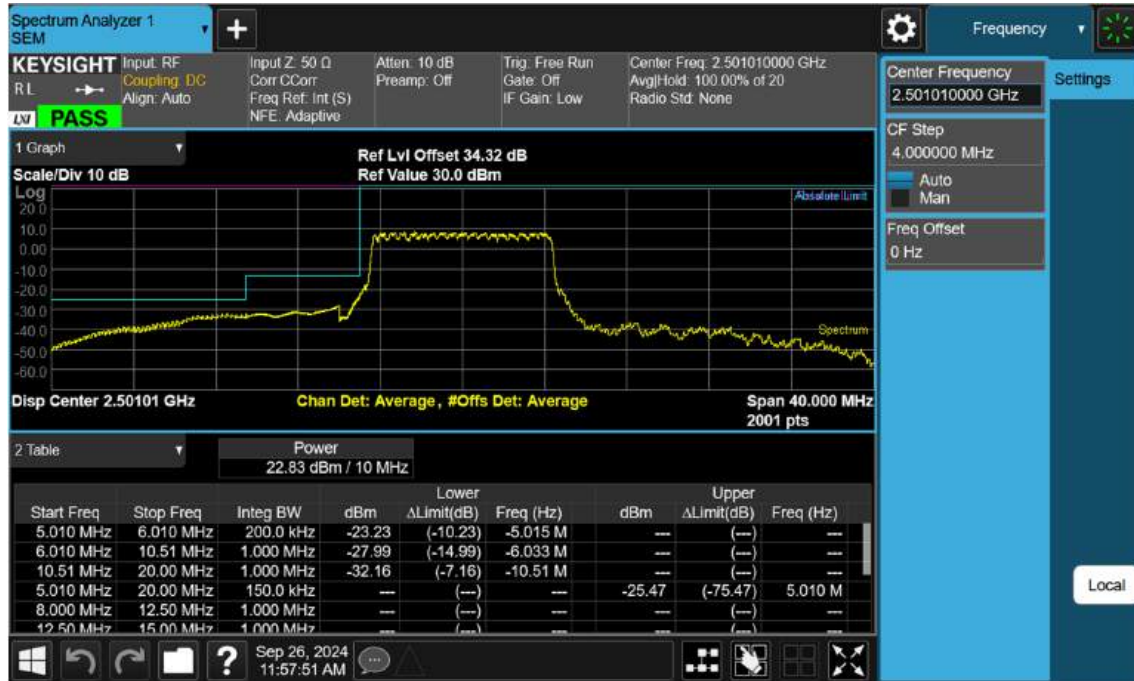 Spectrum Analyzer 1
SEM
Frequency
KEYSIGHT
R L
LXI
PASS
Input: RF
Coupling: DC
Align: Auto
Input Z: 50 Ω
Corr CCorr
Freq Ref: Int (S)
NFE: Adaptive
Atten: 10 dB
Preamp: Off
Trig: Free Run
Gate: Off
IF Gain: Low
Center Freq: 2.501010000 GHz
Avg|Hold: 100.00% of 20
Radio Std: None
Center Frequency
2.501010000 GHz
Settings
CF Step
4.000000 MHz
Auto
Man
Freq Offset
0 Hz
1 Graph
Scale/Div 10 dB
Ref Lvl Offset 34.32 dB
Ref Value 30.0 dBm
Log
Absolute Limit
20.0
10.0
0.00
-10.0
-20.0
-30.0
-40.0
-50.0
-60.0
Spectrum
Disp Center 2.50101 GHz
Chan Det: Average, #Offs Det: Average
Span 40.000 MHz
2001 pts
2 Table
Power
22.83 dBm / 10 MHz
Lower Upper
Start Freq Stop Freq Integ BW dBm ΔLimit(dB) Freq (Hz) dBm ΔLimit(dB) Freq (Hz)
5.010 MHz 6.010 MHz 200.0 kHz -23.23 (-10.23) -5.015 M --- (---) ---
6.010 MHz 10.51 MHz 1.000 MHz -27.99 (-14.99) -6.033 M --- (---) ---
10.51 MHz 20.00 MHz 1.000 MHz -32.16 (-7.16) -10.51 M --- (---) ---
5.010 MHz 20.00 MHz 150.0 kHz --- (---) --- -25.47 (-75.47) 5.010 M
8.000 MHz 12.50 MHz 1.000 MHz --- (---) --- --- (---) ---
12.50 MHz 15.00 MHz 1.000 MHz --- (---) --- --- (---) ---
Local
?
Sep 26, 2024
11:57:51 AM